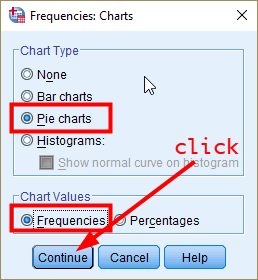 Frequencies: Charts
Chart Type
None
Bar charts
Pie charts
Histograms:
click
Show normal curve on histogram
Chart Values
Frequencies Percentages
Continue Cancel Help